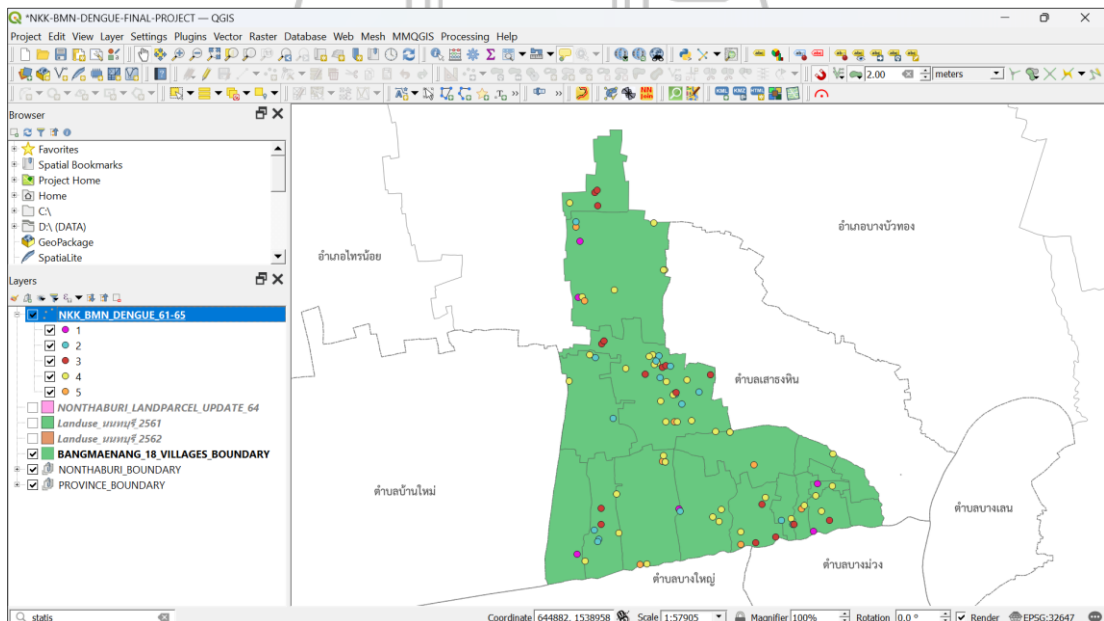 *NKK-BMN-DENGUE-FINAL-PROJECT — QGIS
Project Edit View Layer Settings Plugins Vector Raster Database Web Mesh MMQGIS Processing Help
2.00 meters
Browser
Favorites
Spatial Bookmarks
Project Home
Home
C:\
D:\ (DATA)
GeoPackage
SpatiaLite
Layers
NKK_BMN_DENGUE_61-65
1
2
3
4
5
NONTHABURI_LANDPARCEL_UPDATE_64
Landuse_นนทบุรี_2561
Landuse_นนทบุรี_2562
BANGMAENANG_18_VILLAGES_BOUNDARY
NONTHABURI_BOUNDARY
PROVINCE_BOUNDARY
อำเภอไทรน้อย
อำเภอบางบัวทอง
ตำบลเสาธงหิน
ตำบลบ้านใหม่
ตำบลบางเลน
ตำบลบางม่วง
ตำบลบางใหญ่
statis
Coordinate 644882, 1538958 Scale 1:57905 Magnifier 100% Rotation 0.0 ° Render EPSG:32647